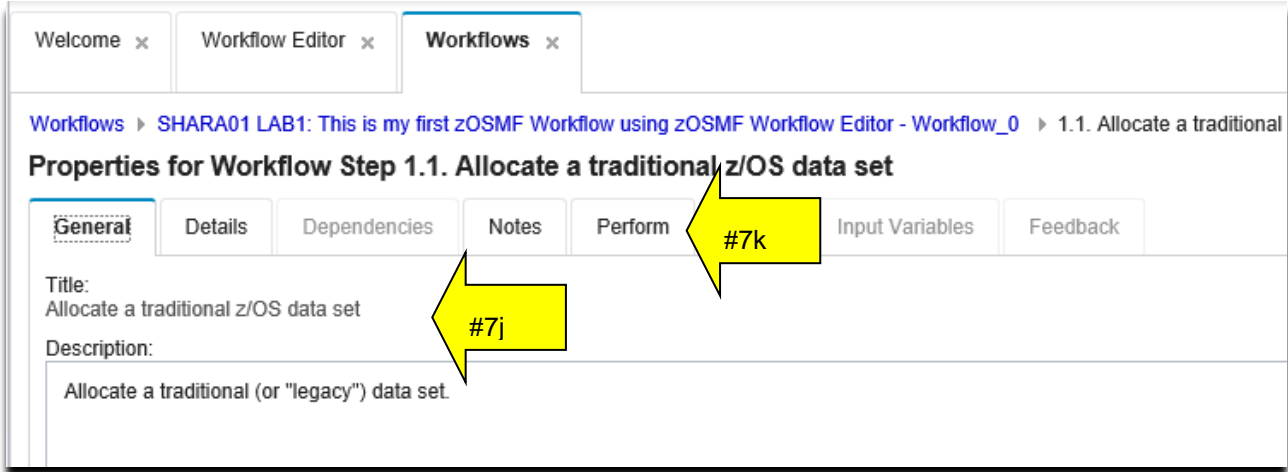 Welcome × Workflow Editor × Workflows ×
Workflows ▸ SHARA01 LAB1: This is my first zOSMF Workflow using zOSMF Workflow Editor - Workflow_0 ▸ 1.1. Allocate a traditional
Properties for Workflow Step 1.1. Allocate a traditional z/OS data set
General Details Dependencies Notes Perform #7k Input Variables Feedback
Title:
Allocate a traditional z/OS data set
#7j
Description:
Allocate a traditional (or "legacy") data set.